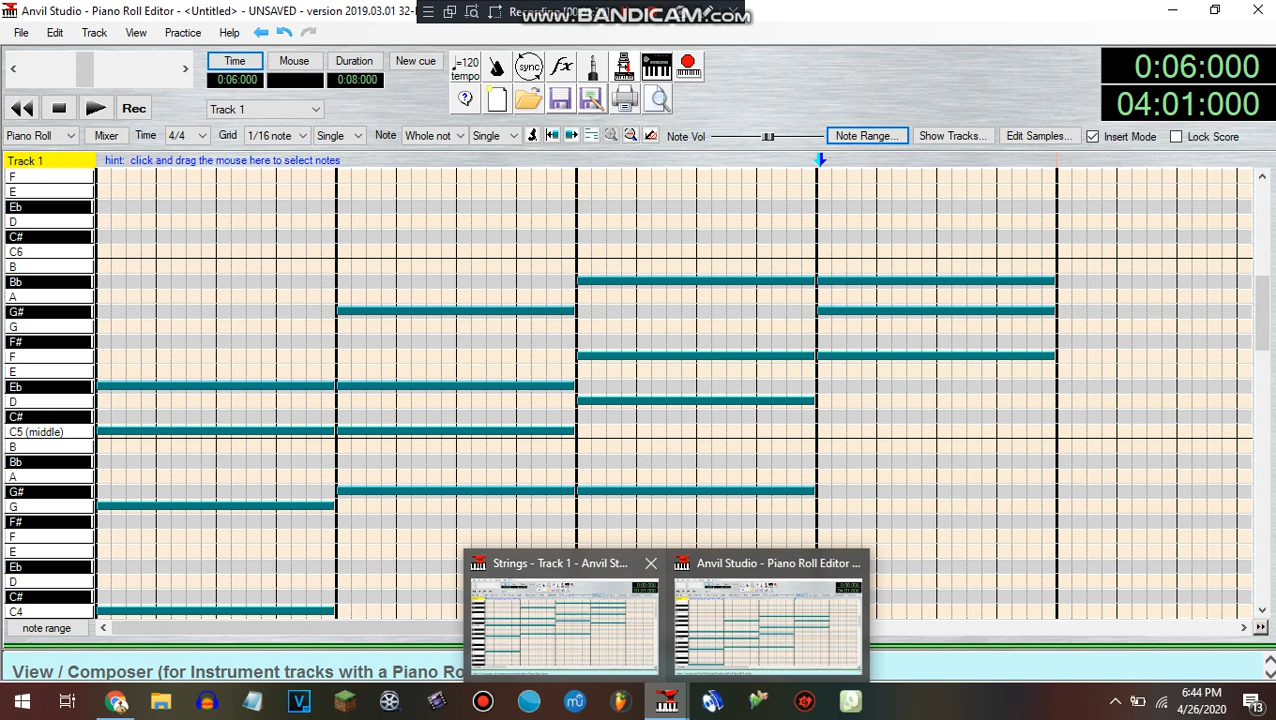 Anvil Studio - Piano Roll Editor - <Untitled> - UNSAVED - version 2019.03.01 32-
www.BANDICAM.com
File Edit Track View Practice Help
Time Mouse Duration New cue
0:06:000 0:08:000
=120
tempo
sync
fx
0:06:000
04:01:000
Rec
Track 1
Piano Roll Mixer Time 4/4 Grid 1/16 note Single Note Whole not Single Note Vol Note Range... Show Tracks... Edit Samples... Insert Mode Lock Score
Track 1 hint: click and drag the mouse here to select notes
F
E
Eb
D
C#
C6
B
Bb
A
G#
G
F#
F
E
Eb
D
C#
C5 (middle)
B
Bb
A
G#
G
F#
F
E
Eb
D
C#
C4
note range
Strings - Track 1 - Anvil St...
Anvil Studio - Piano Roll Editor ...
View / Composer (for Instrument tracks with a Piano Ro
6:44 PM
4/26/2020
13